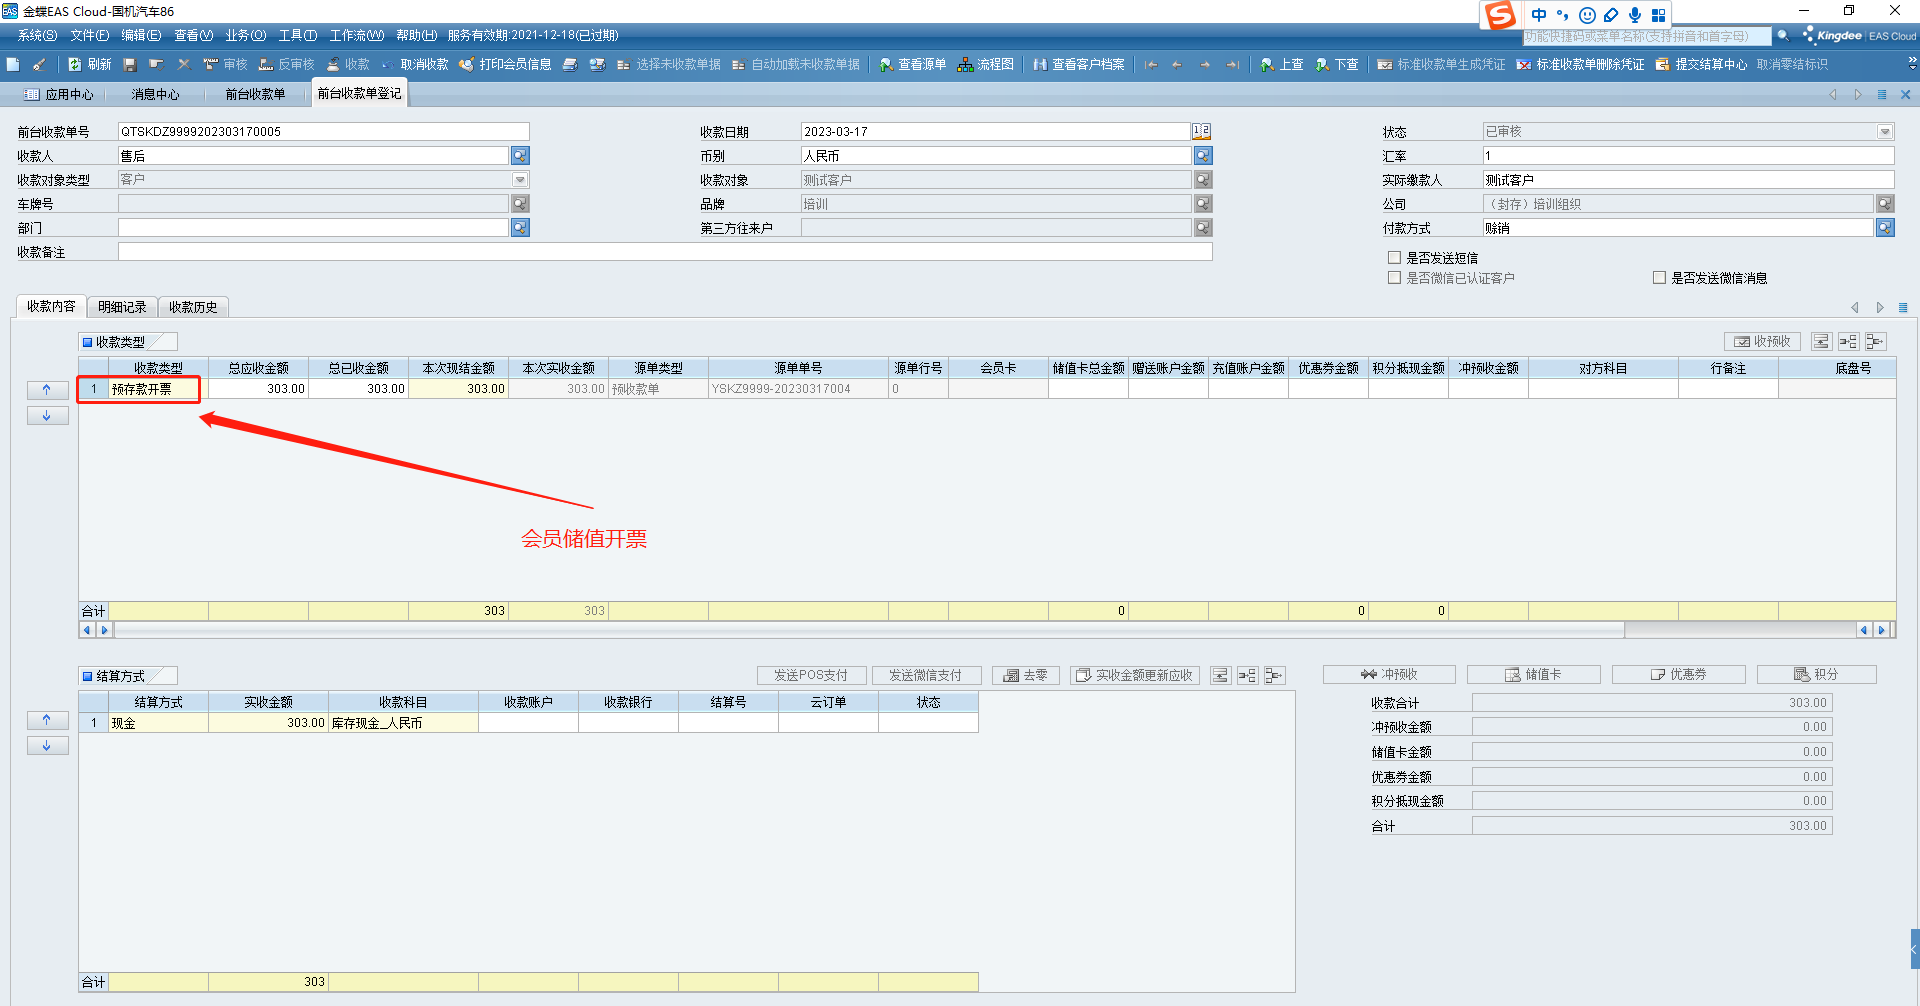 金蝶EAS Cloud-国机汽车86
中
系统(S) 文件(F) 编辑(E) 查看(V) 业务(O) 工具(T) 工作流(W) 帮助(H) 服务有效期:2021-12-18(已过期)
功能快捷码或菜单名称(支持拼音和首字母)
Kingdee EAS Cloud
刷新 审核 反审核 收款 取消收款 打印会员信息 选择未收款单据 自动加载未收款单据 查看源单 流程图 查看客户档案 上查 下查 标准收款单生成凭证 标准收款单删除凭证 提交结算中心 取消零结标识
应用中心 消息中心 前台收款单 前台收款单登记
前台收款单号 QTSKDZ9999202303170005 收款日期 2023-03-17 状态 已审核
收款人 售后 币别 人民币 汇率 1
收款对象类型 客户 收款对象 测试客户 实际缴款人 测试客户
车牌号 品牌 培训 公司 （封存）培训组织
部门 第三方往来户 付款方式 赊销
收款备注
是否发送短信
是否微信已认证客户 是否发送微信消息
收款内容 明细记录 收款历史
收款类型 收预收
收款类型 总应收金额 总已收金额 本次现结金额 本次实收金额 源单类型 源单单号 源单行号 会员卡 储值卡总金额 赠送账户金额 充值账户金额 优惠券金额 积分抵现金额 冲预收金额 对方科目 行备注 底盘号
1 预存款开票 303.00 303.00 303.00 303.00 预收款单 YSKZ9999-20230317004 0
会员储值开票
合计 303 303 0 0 0
结算方式 发送POS支付 发送微信支付 去零 实收金额更新应收 冲预收 储值卡 优惠券 积分
结算方式 实收金额 收款科目 收款账户 收款银行 结算号 云订单 状态
1 现金 303.00 库存现金_人民币
收款合计 303.00
冲预收金额 0.00
储值卡金额 0.00
优惠券金额 0.00
积分抵现金额 0.00
合计 303.00
合计 303